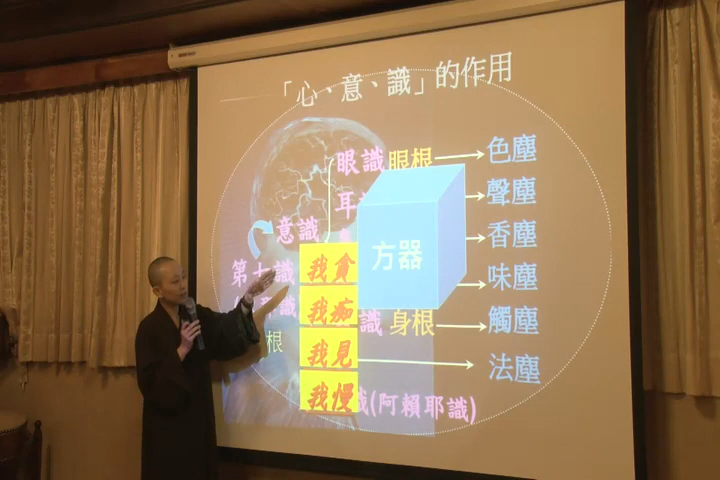 「心、意、識」的作用
眼識 眼根 色塵
耳 聲塵
意識 香塵
方器
第七識 我貪 味塵
我痴 識 身根 觸塵
根 我見 法塵
我慢 識(阿賴耶識)